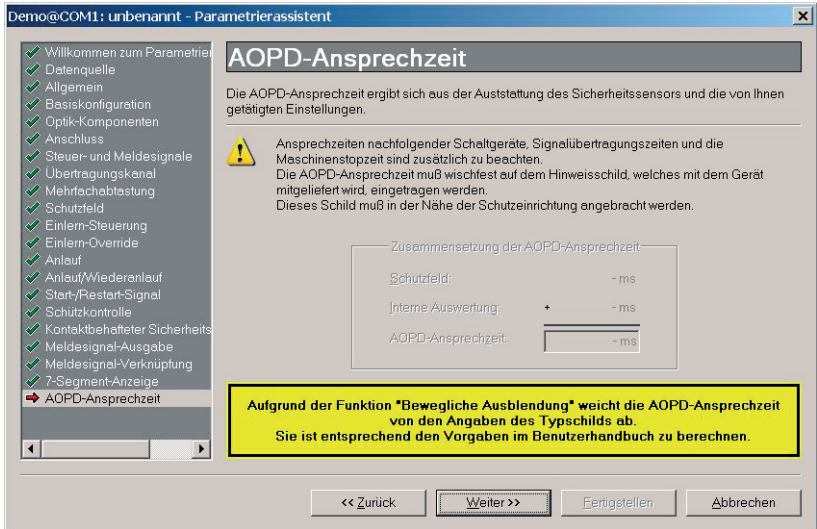 Demo@COM1: unbenannt - Parametrierassistent
Willkommen zum Parametrier
Datenquelle
Allgemein
Basiskonfiguration
Optik-Komponenten
Anschluss
Steuer- und Meldesignale
Übertragungskanal
Mehrfachabtastung
Schutzfeld
Einlern-Steuerung
Einlern-Override
Anlauf
Anlauf/Wiederanlauf
Start-/Restart-Signal
Schützkontrolle
Kontaktbehafteter Sicherheits
Meldesignal-Ausgabe
Meldesignal-Verknüpfung
7-Segment-Anzeige
AOPD-Ansprechzeit
AOPD-Ansprechzeit
Die AOPD-Ansprechzeit ergibt sich aus der Auststattung des Sicherheitssensors und die von Ihnen
getätigten Einstellungen.
Ansprechzeiten nachfolgender Schaltgeräte, Signalübertragungszeiten und die
Maschinenstopzeit sind zusätzlich zu beachten.
Die AOPD-Ansprechzeit muß wischfest auf dem Hinweisschild, welches mit dem Gerät
mitgeliefert wird, eingetragen werden.
Dieses Schild muß in der Nähe der Schutzeinrichtung angebracht werden.
Zusammensetzung der AOPD-Ansprechzeit
Schutzfeld: - ms
Interne Auswertung: + - ms
AOPD-Ansprechzeit: - ms
Aufgrund der Funktion "Bewegliche Ausblendung" weicht die AOPD-Ansprechzeit
von den Angaben des Typschilds ab.
Sie ist entsprechend den Vorgaben im Benutzerhandbuch zu berechnen.
<< Zurück Weiter >> Fertigstellen Abbrechen